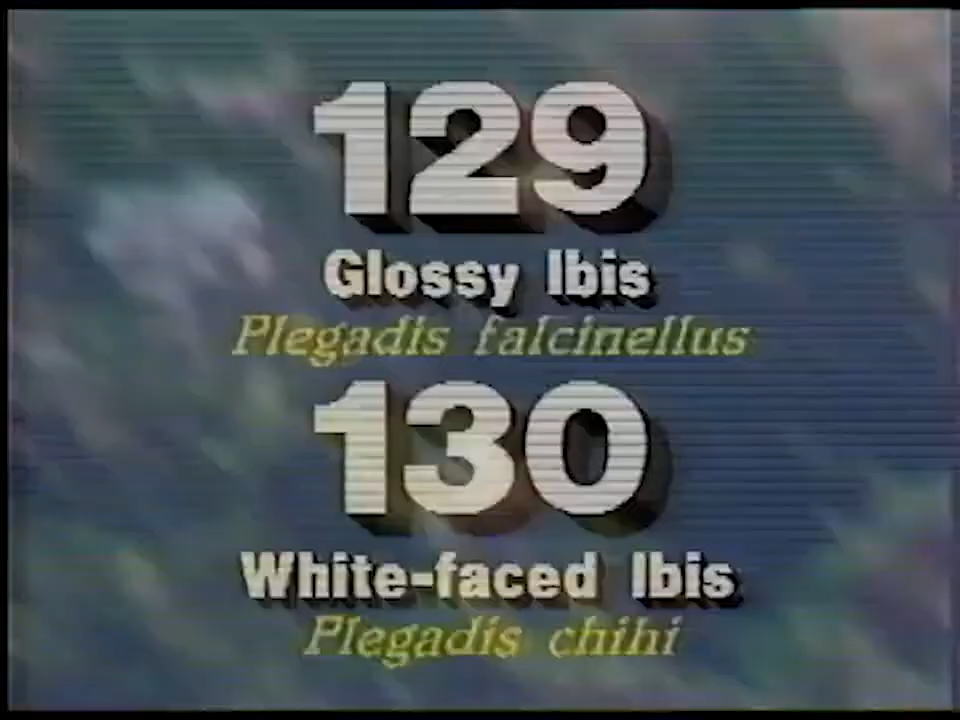 129
Glossy Ibis
Plegadis falcinellus
130
White-faced Ibis
Plegadis chihi